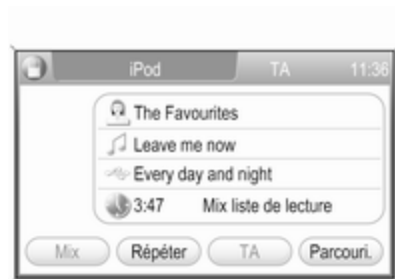 iPod TA 11:36
The Favourites
Leave me now
Every day and night
3:47 Mix liste de lecture
Mix Répéter TA Parcouri.